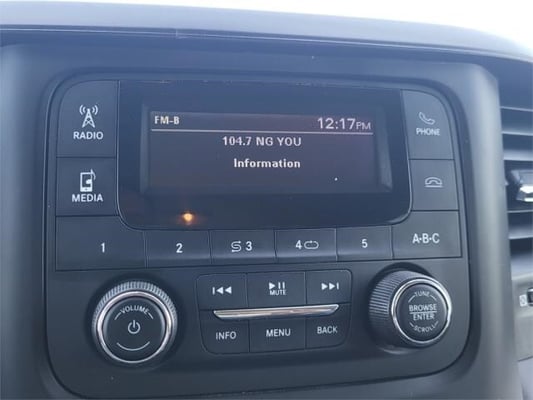 FM-B 12:17PM
104.7 NG YOU
Information
RADIO
PHONE
MEDIA
1 2 3 4 5 A-B-C
MUTE
VOLUME
INFO MENU BACK
TUNE
BROWSE
ENTER
SCROLL